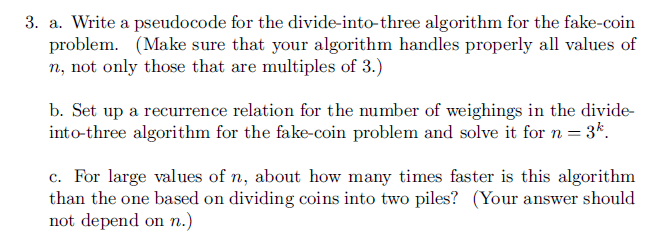 3. a. Write a pseudocode for the divide-into-three algorithm for the fake-coin
problem. (Make sure that your algorithm handles properly all values of
n, not only those that are multiples of 3.)
b. Set up a recurrence relation for the number of weighings in the divide-
into-three algorithm for the fake-coin problem and solve it for n = 3ᵏ.
c. For large values of n, about how many times faster is this algorithm
than the one based on dividing coins into two piles? (Your answer should
not depend on n.)